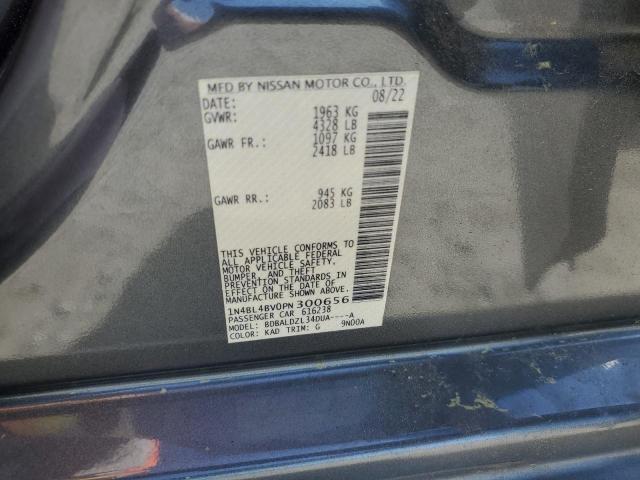 MFD BY NISSAN MOTOR CO., LTD.
DATE: 08/22
GVWR: 1963 KG
4328 LB
GAWR FR.: 1097 KG
2418 LB
GAWR RR.: 945 KG
2083 LB
THIS VEHICLE CONFORMS TO
ALL APPLICABLE FEDERAL
MOTOR VEHICLE SAFETY,
BUMPER, AND THEFT
PREVENTION STANDARDS IN
EFFECT ON THE DATE OF
MANUFACTURE SHOWN ABOVE.
1N4BL4BV0PN300656
PASSENGER CAR 616238
MODEL: BDBALDZL34DUA----A
COLOR: KAD TRIM: G 9N00A